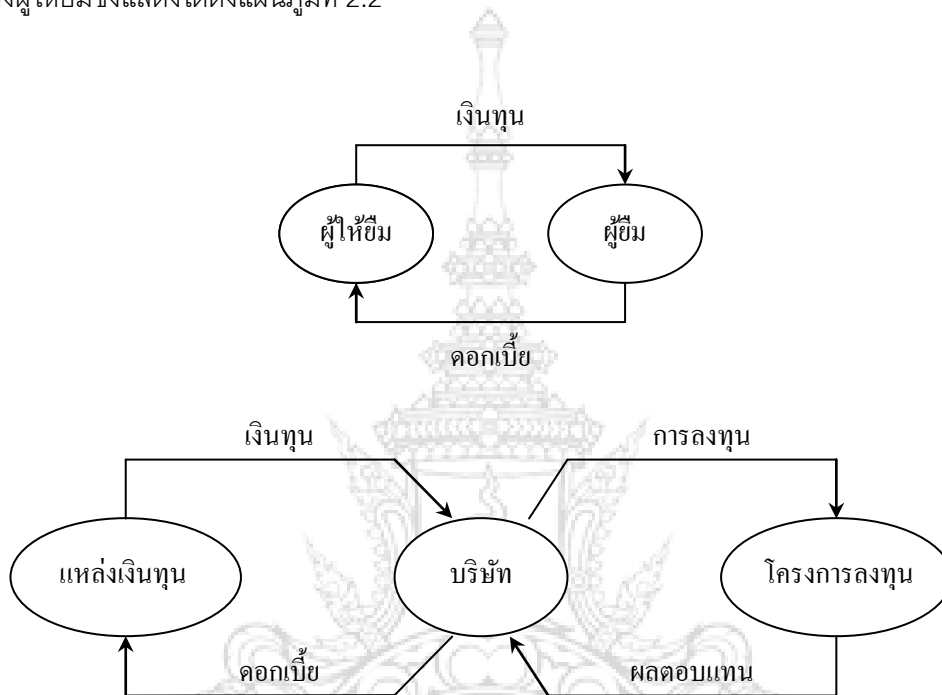 เงินทุน
ผู้ให้ยืม ผู้ยืม
ดอกเบี้ย
เงินทุน การลงทุน
แหล่งเงินทุน บริษัท โครงการลงทุน
ดอกเบี้ย ผลตอบแทน